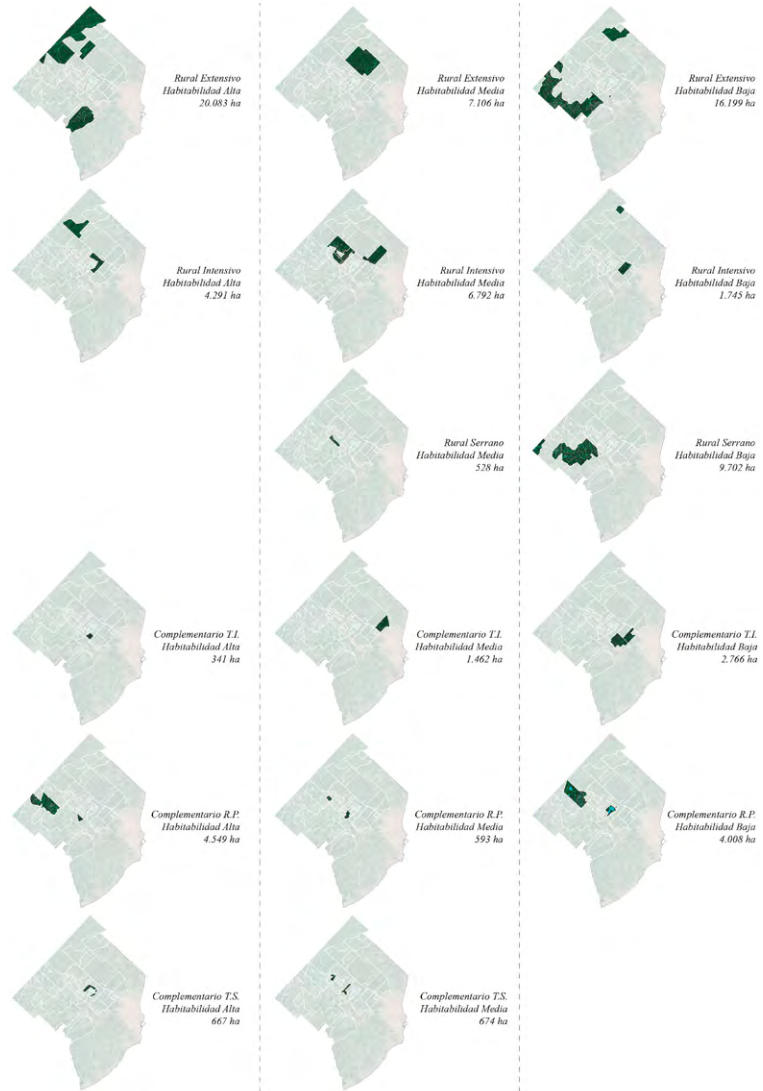 Rural Extensivo
Habitabilidad Alta
20.083 ha
Rural Extensivo
Habitabilidad Media
7.106 ha
Rural Extensivo
Habitabilidad Baja
16.199 ha
Rural Intensivo
Habitabilidad Alta
4.291 ha
Rural Intensivo
Habitabilidad Media
6.792 ha
Rural Intensivo
Habitabilidad Baja
1.745 ha
Rural Serrano
Habitabilidad Media
528 ha
Rural Serrano
Habitabilidad Baja
9.702 ha
Complementario T.I.
Habitabilidad Alta
341 ha
Complementario T.I.
Habitabilidad Media
1.462 ha
Complementario T.I.
Habitabilidad Baja
2.766 ha
Complementario R.P.
Habitabilidad Alta
4.549 ha
Complementario R.P.
Habitabilidad Media
593 ha
Complementario R.P.
Habitabilidad Baja
4.008 ha
Complementario T.S.
Habitabilidad Alta
667 ha
Complementario T.S.
Habitabilidad Media
674 ha